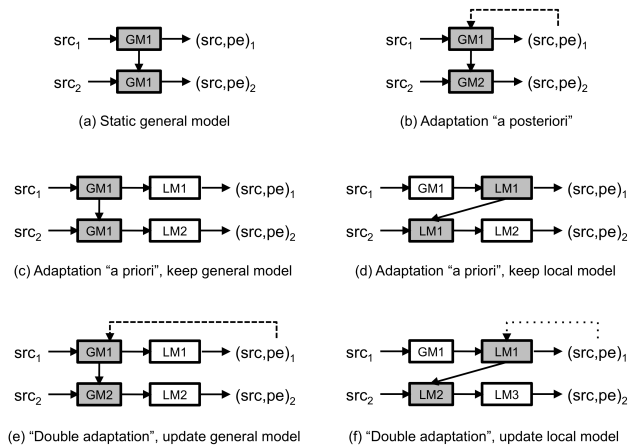 src1 GM1 (src,pe)1
src2 GM1 (src,pe)2
(a) Static general model
src1 GM1 (src,pe)1
src2 GM2 (src,pe)2
(b) Adaptation “a posteriori”
src1 GM1 LM1 (src,pe)1
src2 GM1 LM2 (src,pe)2
(c) Adaptation “a priori”, keep general model
src1 GM1 LM1 (src,pe)1
src2 LM1 LM2 (src,pe)2
(d) Adaptation “a priori”, keep local model
src1 GM1 LM1 (src,pe)1
src2 GM2 LM2 (src,pe)2
(e) “Double adaptation”, update general model
src1 GM1 LM1 (src,pe)1
src2 LM2 LM3 (src,pe)2
(f) “Double adaptation”, update local model